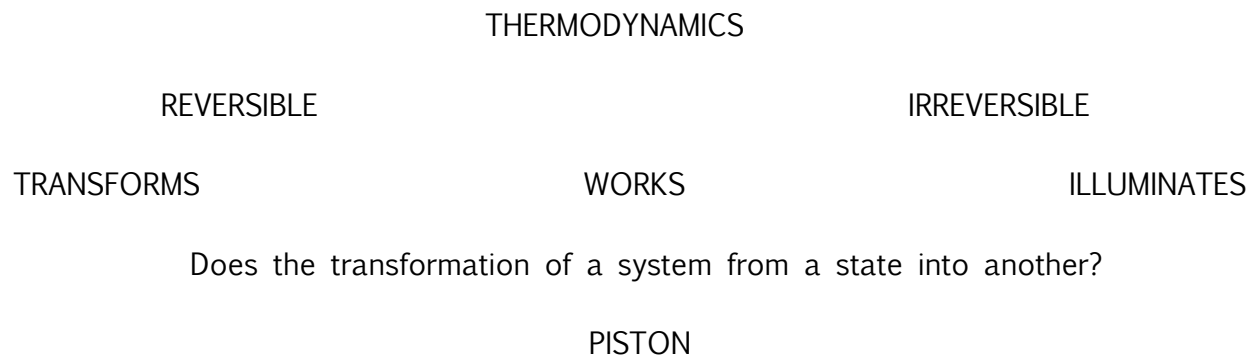 THERMODYNAMICS
REVERSIBLE IRREVERSIBLE
TRANSFORMS WORKS ILLUMINATES
Does the transformation of a system from a state into another?
PISTON